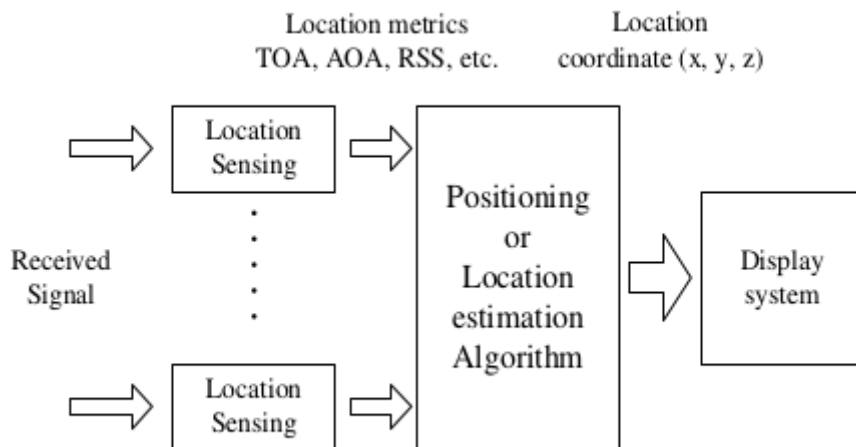 Location metrics
TOA, AOA, RSS, etc.
Location
coordinate (x, y, z)
Received
Signal
Location
Sensing
Location
Sensing
Positioning
or
Location
estimation
Algorithm
Display
system